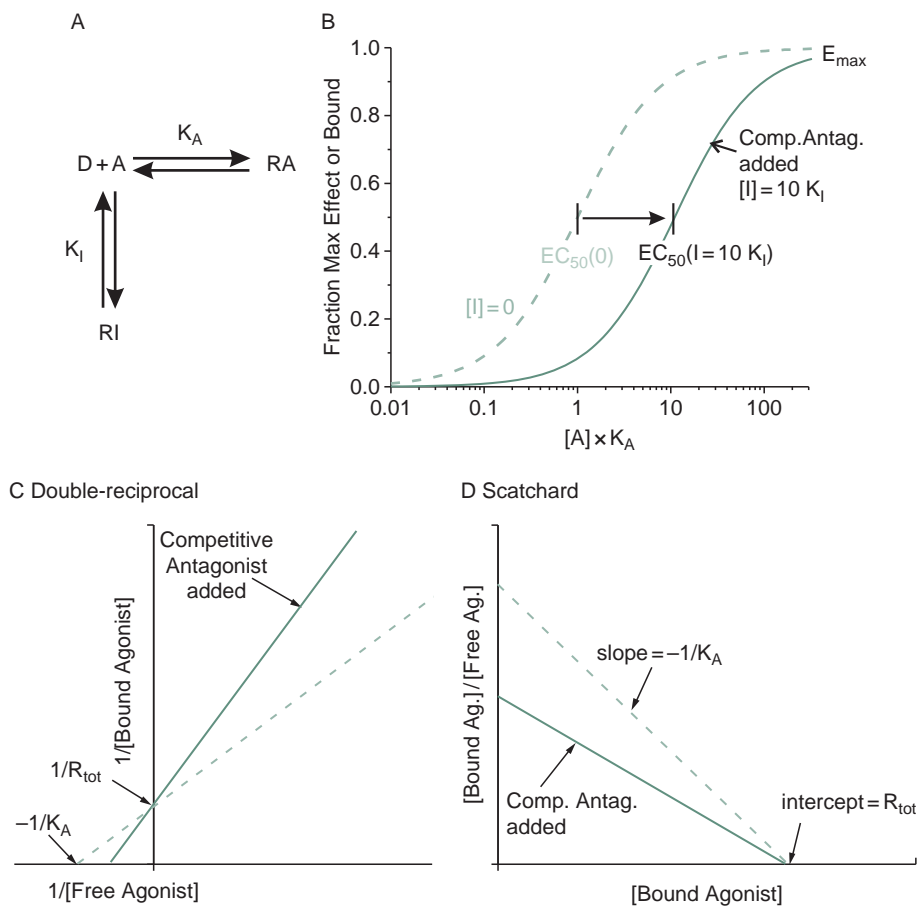 A
K_A
D + A
RA
K_I
RI
B
Fraction Max Effect or Bound
1.0
0.8
0.6
0.4
0.2
0.0
E_max
Comp.Antag.
added
[I] = 10 K_I
EC_50(0)
EC_50(I = 10 K_I)
[I] = 0
0.01
0.1
1
10
100
[A] × K_A
C Double-reciprocal
Competitive
Antagonist
added
1/[Bound Agonist]
1/R_tot
–1/K_A
1/[Free Agonist]
D Scatchard
[Bound Ag.] / [Free Ag.]
slope = –1/K_A
Comp. Antag.
added
intercept = R_tot
[Bound Agonist]